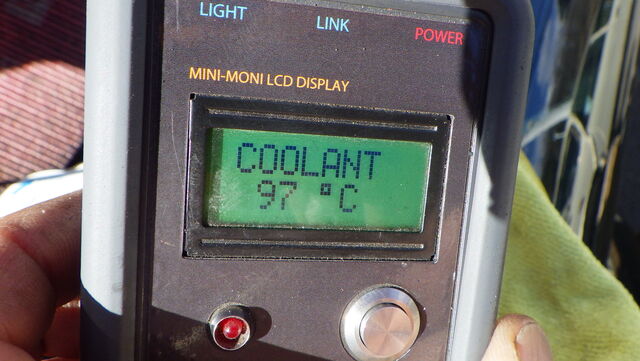 LIGHT
LINK
POWER
MINI-MONI LCD DISPLAY
COOLANT
97 °C